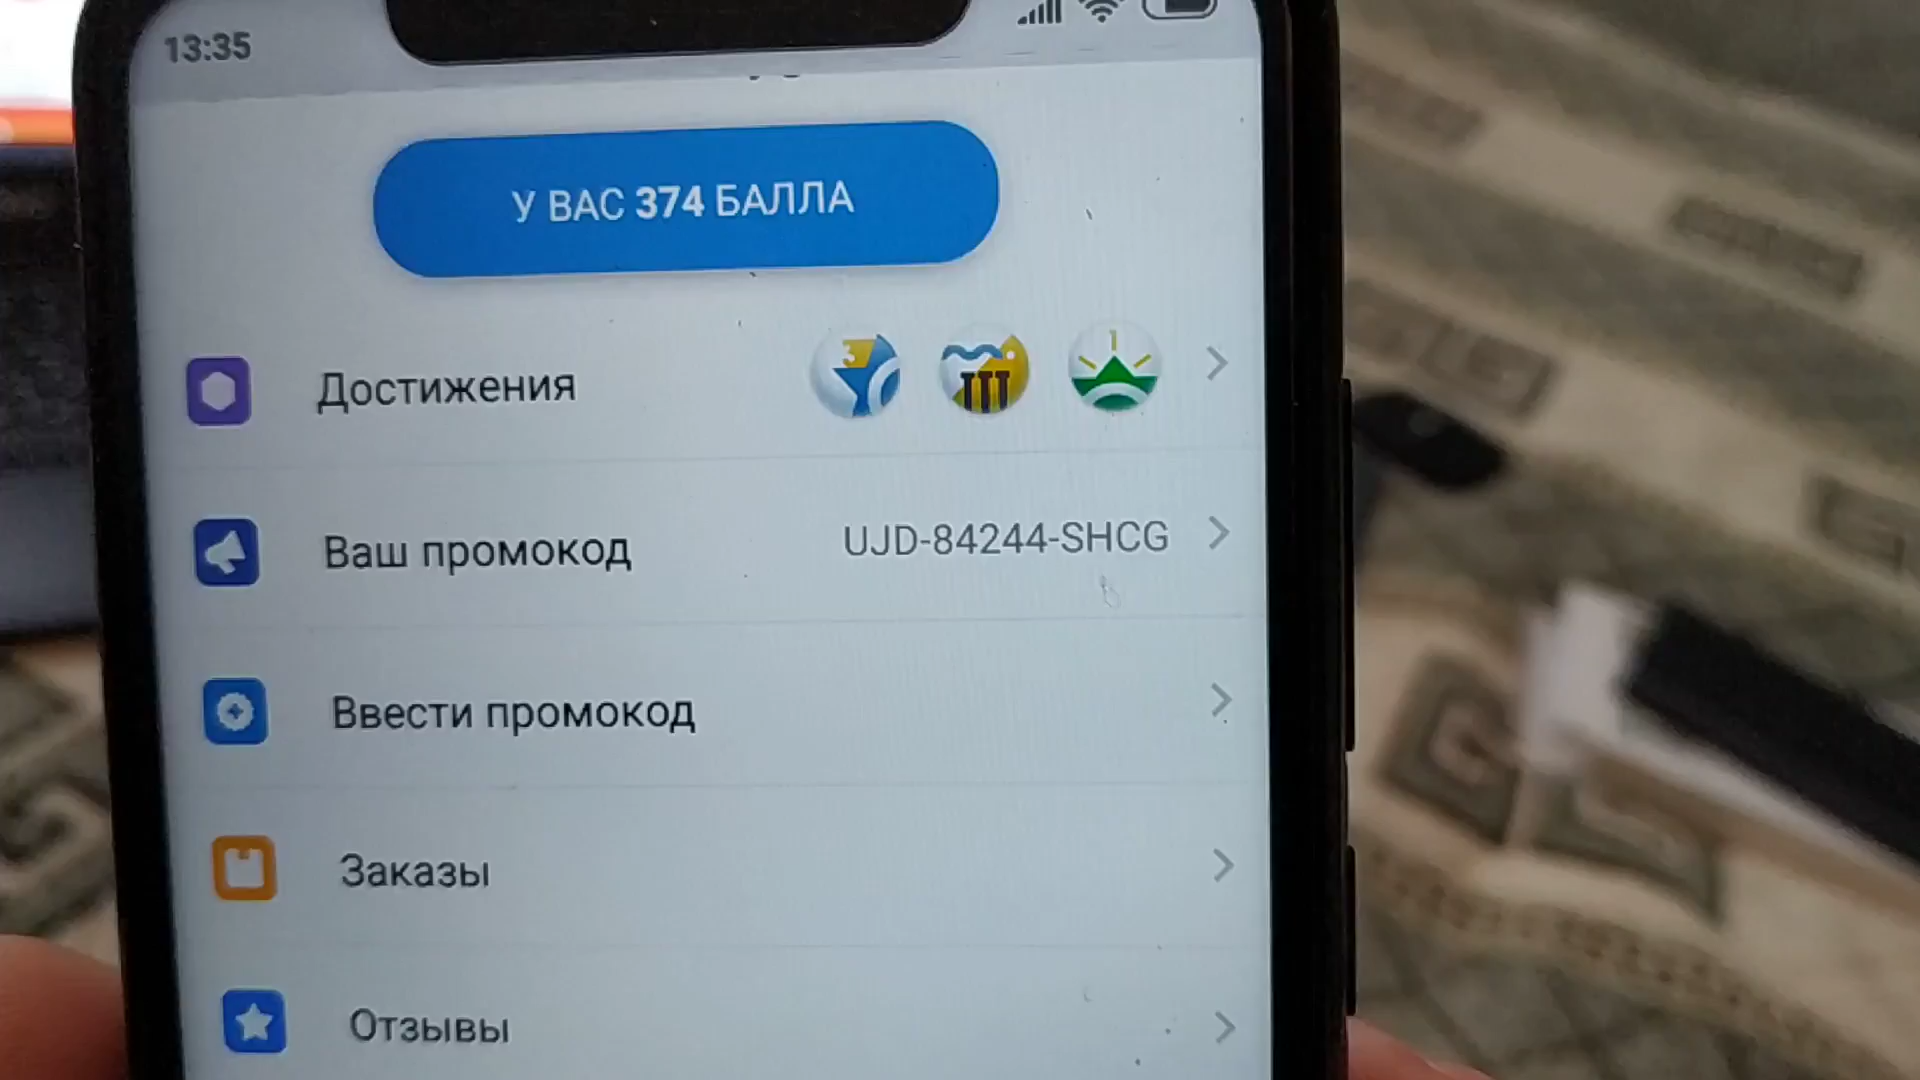 13:35
У ВАС 374 БАЛЛА
Достижения
Ваш промокод UJD-84244-SHCG
Ввести промокод
Заказы
Отзывы